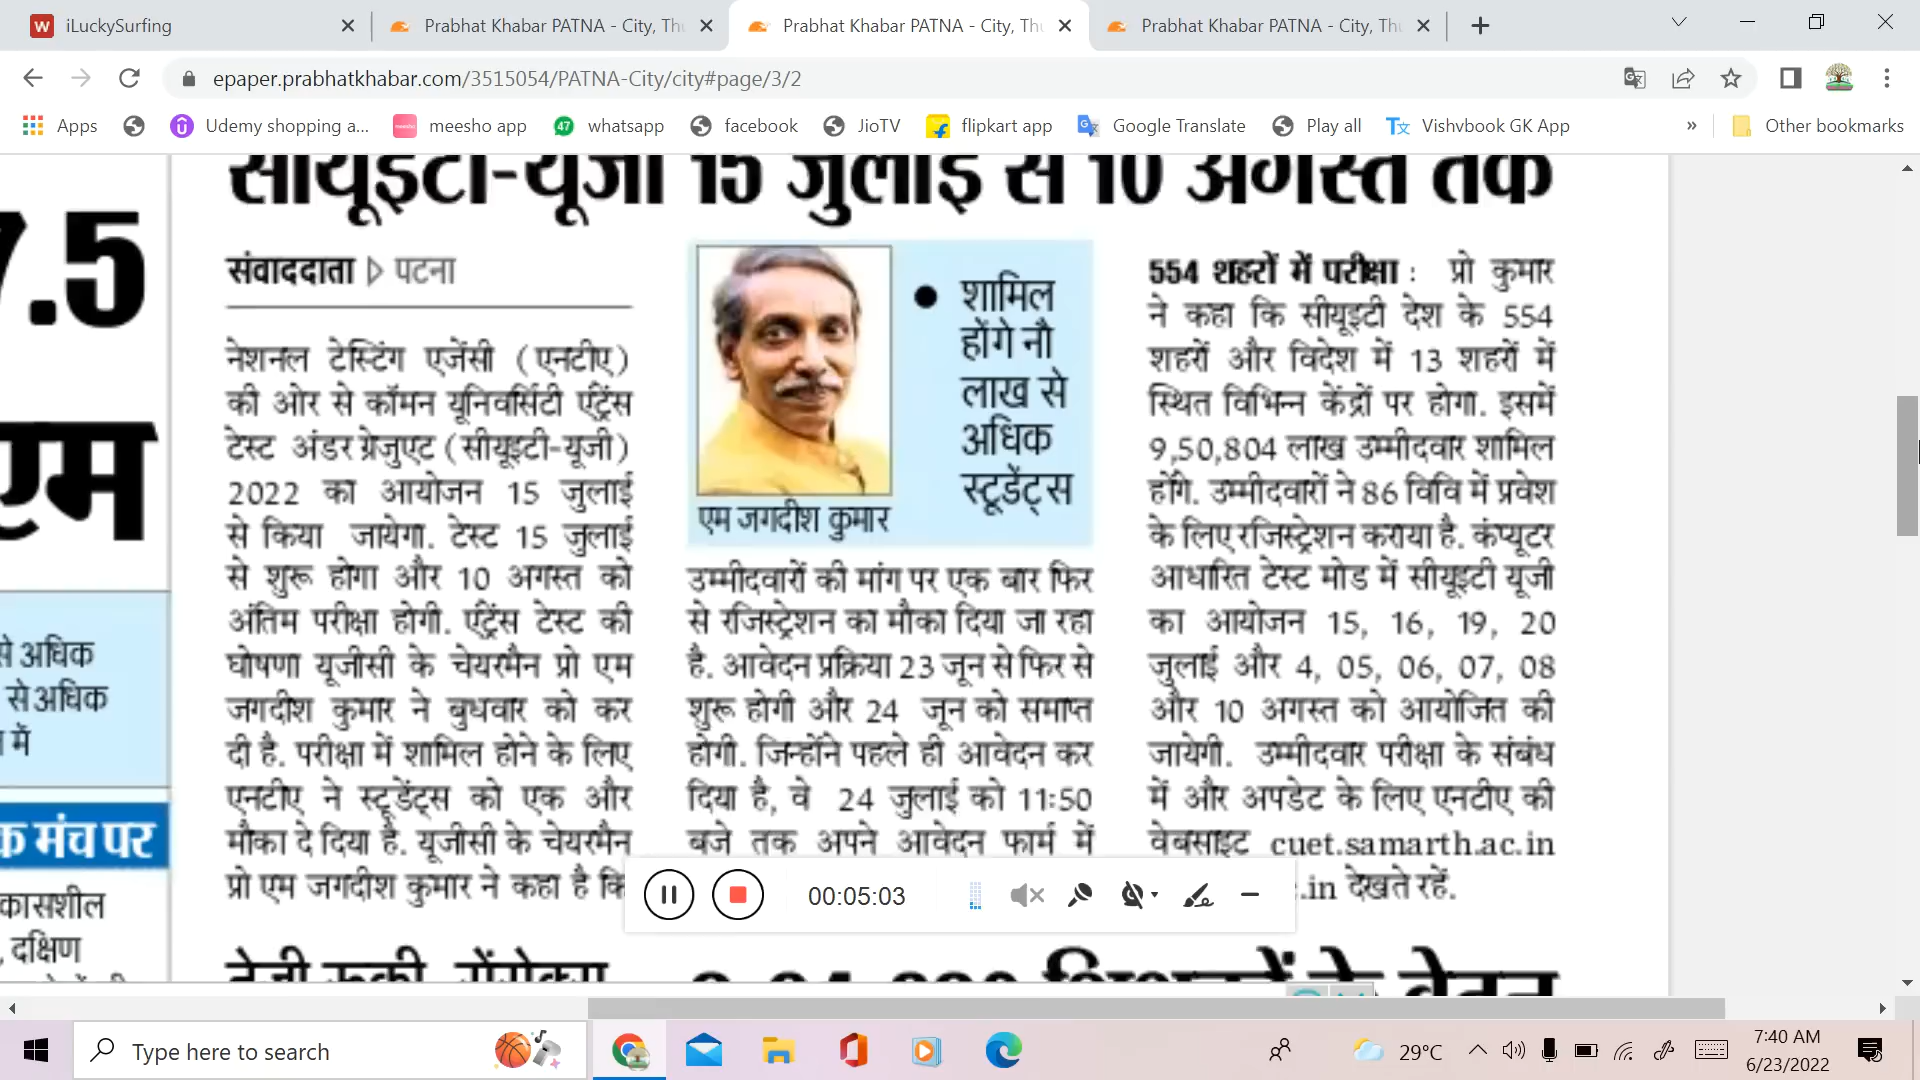 iLuckySurfing
Prabhat Khabar PATNA - City, Thu
Prabhat Khabar PATNA - City, Thu
Prabhat Khabar PATNA - City, Thu
epaper.prabhatkhabar.com/3515054/PATNA-City/city#page/3/2
Apps
Udemy shopping a...
meesho app
47 whatsapp
facebook
JioTV
flipkart app
Google Translate
Play all
Vishvbook GK App
»
Other bookmarks
सीयूइटी-यूजी 15 जुलाई से 10 अगस्त तक
7.5
एम
से अधिक
से अधिक
में
क मंच पर
कासशील
, दक्षिण
संवाददाता ▷ पटना
नेशनल टेस्टिंग एजेंसी (एनटीए)
की ओर से कॉमन यूनिवर्सिटी एंट्रेंस
टेस्ट अंडर ग्रेजुएट (सीयूइटी-यूजी)
2022 का आयोजन 15 जुलाई
से किया जायेगा. टेस्ट 15 जुलाई
से शुरू होगा और 10 अगस्त को
अंतिम परीक्षा होगी. एंट्रेंस टेस्ट की
घोषणा यूजीसी के चेयरमैन प्रो एम
जगदीश कुमार ने बुधवार को कर
दी है. परीक्षा में शामिल होने के लिए
एनटीए ने स्टूडेंट्स को एक और
मौका दे दिया है. यूजीसी के चेयरमैन
प्रो एम जगदीश कुमार ने कहा है कि
एम जगदीश कुमार
● शामिल
होंगे नौ
लाख से
अधिक
स्टूडेंट्स
उम्मीदवारों की मांग पर एक बार फिर
से रजिस्ट्रेशन का मौका दिया जा रहा
है. आवेदन प्रक्रिया 23 जून से फिर से
शुरू होगी और 24 जून को समाप्त
होगी. जिन्होंने पहले ही आवेदन कर
दिया है, वे 24 जुलाई को 11:50
बजे तक अपने आवेदन फार्म में
554 शहरों में परीक्षा : प्रो कुमार
ने कहा कि सीयूइटी देश के 554
शहरों और विदेश में 13 शहरों में
स्थित विभिन्न केंद्रों पर होगा. इसमें
9,50,804 लाख उम्मीदवार शामिल
होंगे. उम्मीदवारों ने 86 विवि में प्रवेश
के लिए रजिस्ट्रेशन कराया है. कंप्यूटर
आधारित टेस्ट मोड में सीयूइटी यूजी
का आयोजन 15, 16, 19, 20
जुलाई और 4, 05, 06, 07, 08
और 10 अगस्त को आयोजित की
जायेगी. उम्मीदवार परीक्षा के संबंध
में और अपडेट के लिए एनटीए की
वेबसाइट cuet.samarth.ac.in
.in देखते रहें.
00:05:03
Type here to search
29°C
7:40 AM
6/23/2022